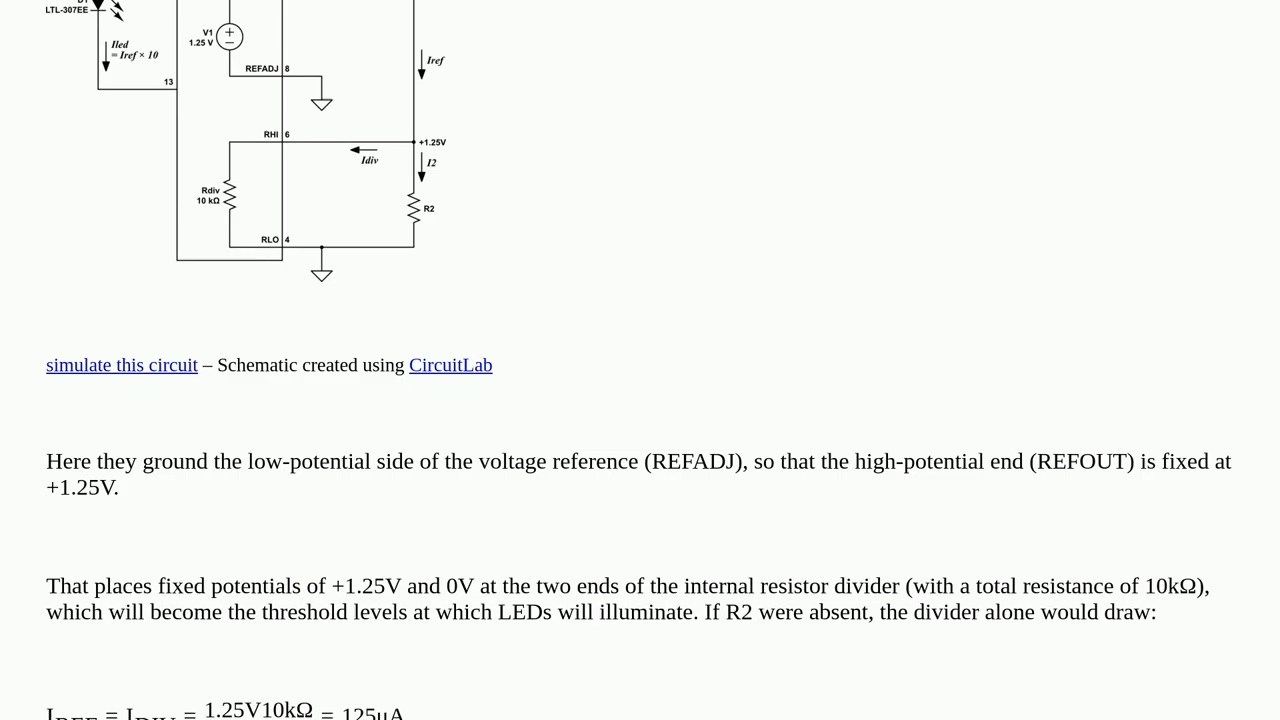 LTL-307EE
Iled
= Iref × 10
13
V1
1.25 V
REFADJ 8
Iref
RHI 6
+1.25V
Idiv
I2
Rdiv
10 kΩ
R2
RLO 4
simulate this circuit – Schematic created using CircuitLab
Here they ground the low-potential side of the voltage reference (REFADJ), so that the high-potential end (REFOUT) is fixed at
+1.25V.
That places fixed potentials of +1.25V and 0V at the two ends of the internal resistor divider (with a total resistance of 10kΩ),
which will become the threshold levels at which LEDs will illuminate. If R2 were absent, the divider alone would draw:
IREF = IDIV = 1.25V10kΩ = 125μA